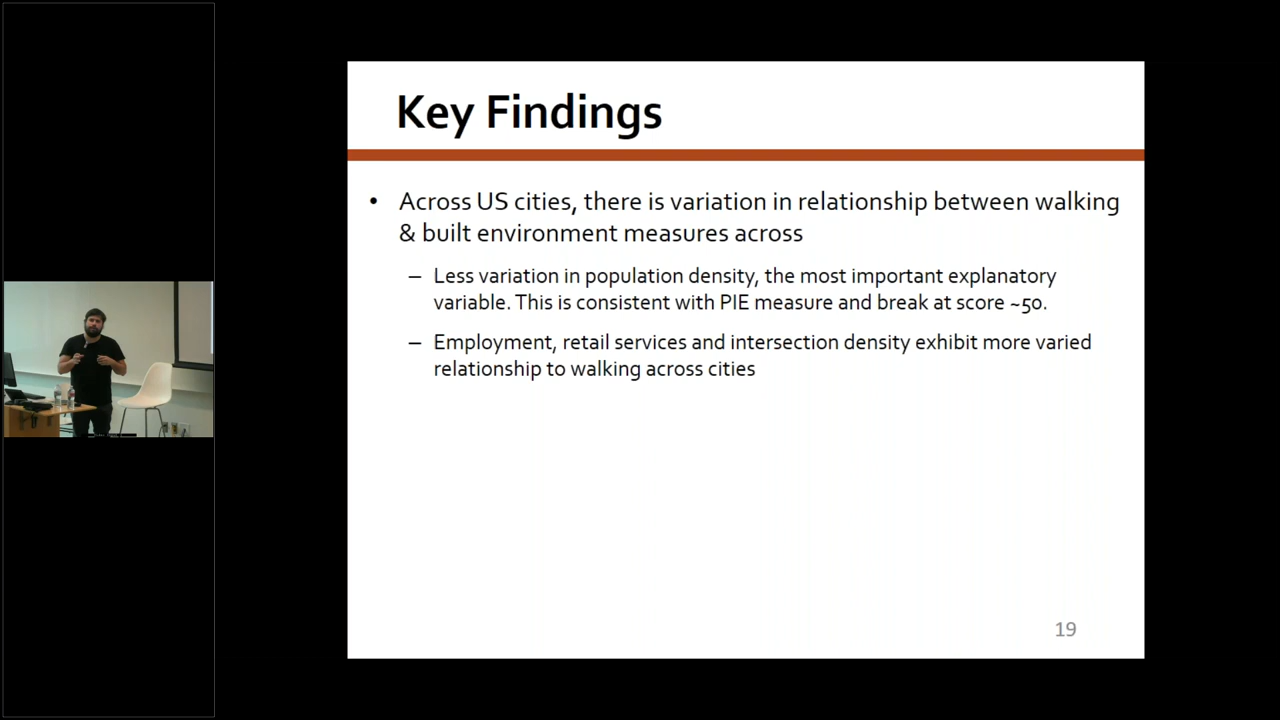 Key Findings
• Across US cities, there is variation in relationship between walking
& built environment measures across
– Less variation in population density, the most important explanatory
variable. This is consistent with PIE measure and break at score ~50.
– Employment, retail services and intersection density exhibit more varied
relationship to walking across cities
19